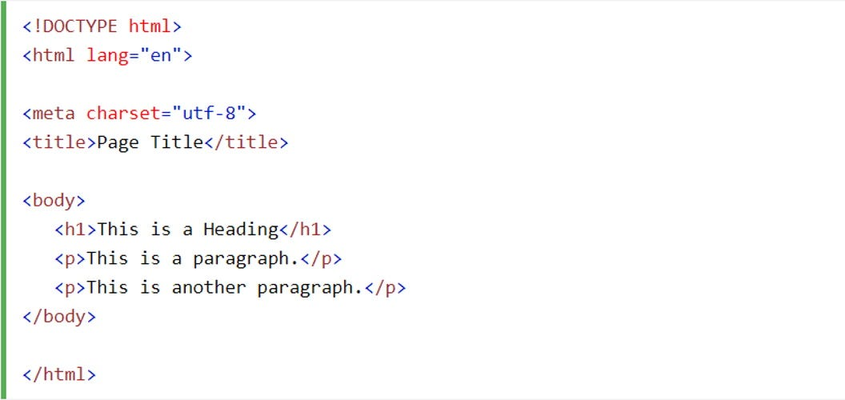 <!DOCTYPE html>
<html lang="en">
<meta charset="utf-8">
<title>Page Title</title>
<body>
<h1>This is a Heading</h1>
<p>This is a paragraph.</p>
<p>This is another paragraph.</p>
</body>
</html>